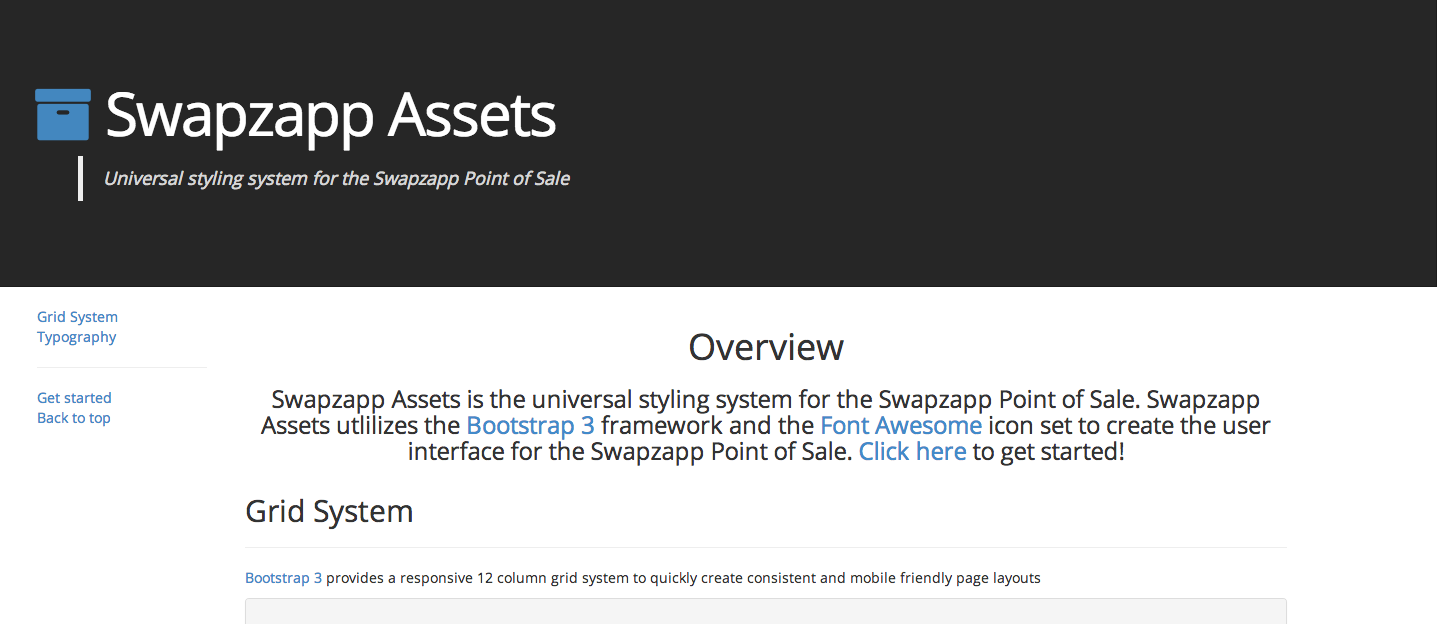 Swapzapp Assets
Universal styling system for the Swapzapp Point of Sale
Grid System
Typography
Get started
Back to top
Overview
Swapzapp Assets is the universal styling system for the Swapzapp Point of Sale. Swapzapp
Assets utlilizes the Bootstrap 3 framework and the Font Awesome icon set to create the user
interface for the Swapzapp Point of Sale. Click here to get started!
Grid System
Bootstrap 3 provides a responsive 12 column grid system to quickly create consistent and mobile friendly page layouts